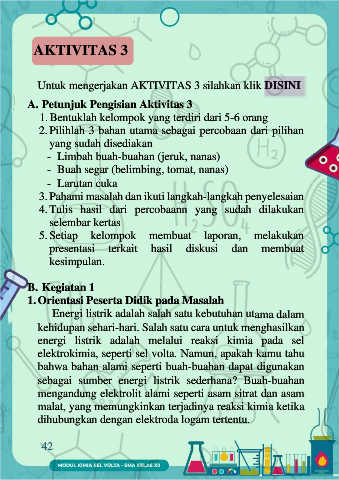 AKTIVITAS 3
Untuk mengerjakan AKTIVITAS 3 silahkan klik DISINI
A. Petunjuk Pengisian Aktivitas 3
1. Bentuklah kelompok yang terdiri dari 5-6 orang
2. Pilihlah 3 bahan utama sebagai percobaan dari pilihan
yang sudah disediakan
- Limbah buah-buahan (jeruk, nanas)
- Buah segar (belimbing, tomat, nanas)
- Larutan cuka
3. Pahami masalah dan ikuti langkah-langkah penyelesaian
4. Tulis hasil dari percobaann yang sudah dilakukan
selembar kertas
5. Setiap kelompok membuat laporan, melakukan
presentasi terkait hasil diskusi dan membuat
kesimpulan.
B. Kegiatan 1
1. Orientasi Peserta Didik pada Masalah
Energi listrik adalah salah satu kebutuhan utama dalam
kehidupan sehari-hari. Salah satu cara untuk menghasilkan
energi listrik adalah melalui reaksi kimia pada sel
elektrokimia, seperti sel volta. Namun, apakah kamu tahu
bahwa bahan alami seperti buah-buahan dapat digunakan
sebagai sumber energi listrik sederhana? Buah-buahan
mengandung elektrolit alami seperti asam sitrat dan asam
malat, yang memungkinkan terjadinya reaksi kimia ketika
dihubungkan dengan elektroda logam tertentu.
H₂
H₂SO₄
42
MODUL KIMIA SEL VOLTA - SMA KELAS XII